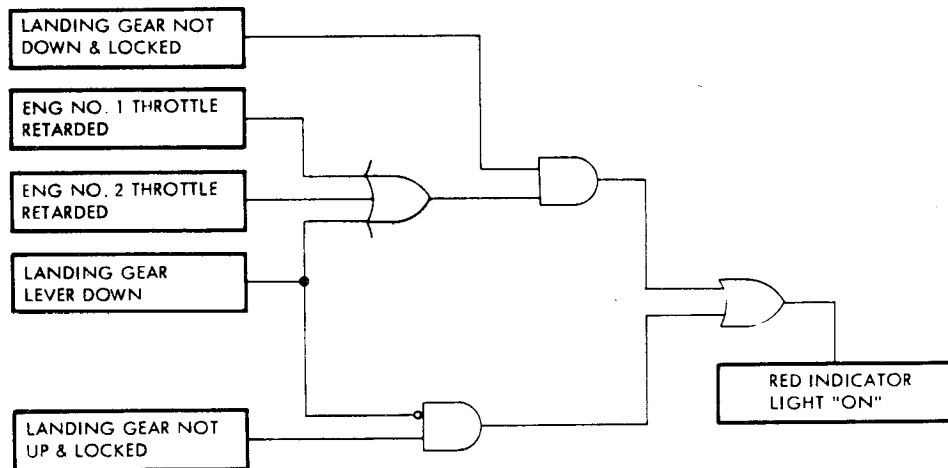 LANDING GEAR NOT
DOWN & LOCKED
ENG NO. 1 THROTTLE
RETARDED
ENG NO. 2 THROTTLE
RETARDED
LANDING GEAR
LEVER DOWN
LANDING GEAR NOT
UP & LOCKED
RED INDICATOR
LIGHT "ON"